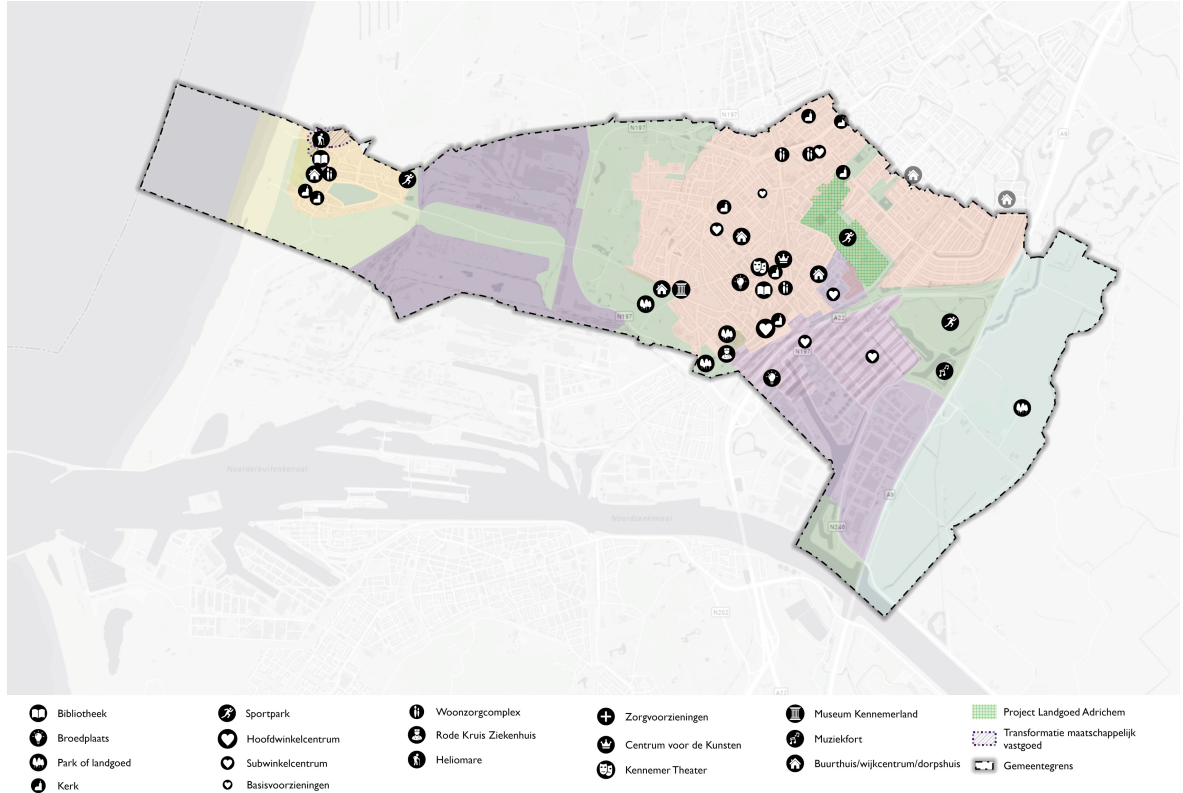 N197
A9
N197
A22
N197
Noorderbuitenkanaal
A9
Noordzeekanaal
N246
N202
A22
Bibliotheek
Broedplaats
Park of landgoed
Kerk
Sportpark
Hoofdwinkelcentrum
Subwinkelcentrum
Basisvoorzieningen
Woonzorgcomplex
Rode Kruis Ziekenhuis
Heliomare
Zorgvoorzieningen
Centrum voor de Kunsten
Kennemer Theater
Museum Kennemerland
Muziekfort
Buurthuis/wijkcentrum/dorpshuis
Project Landgoed Adrichem
Transformatie maatschappelijk
vastgoed
Gemeentegrens